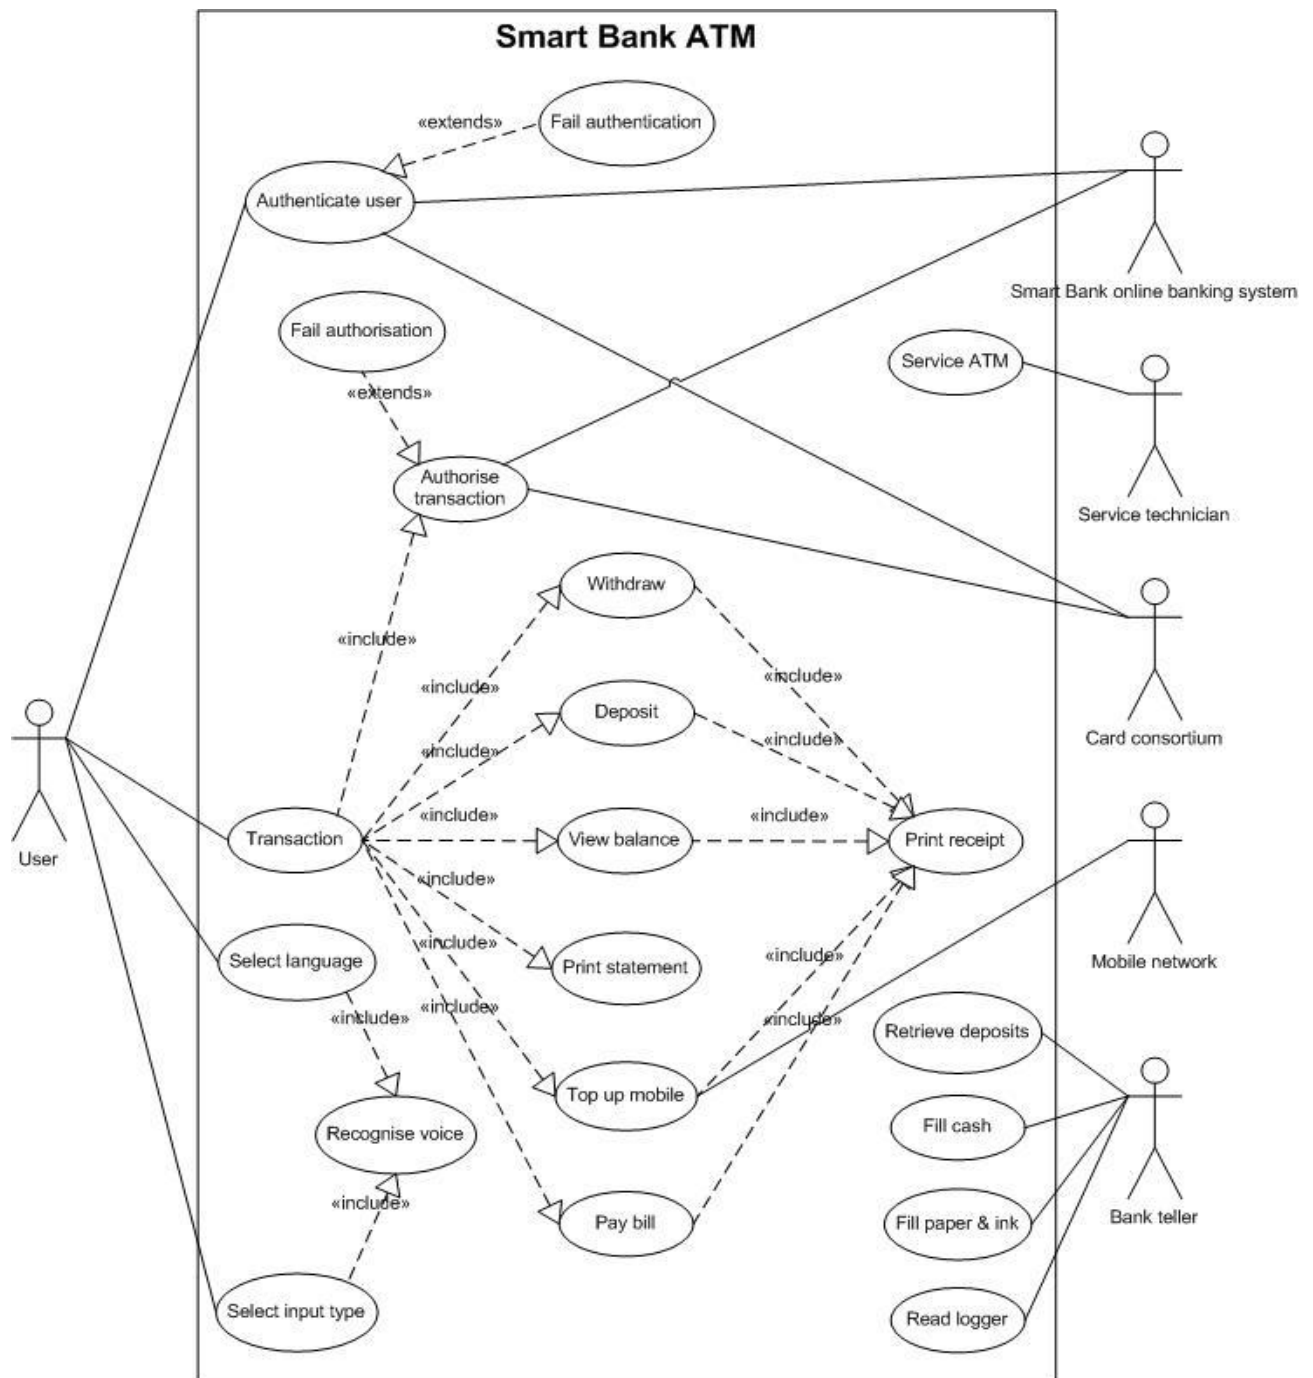 Smart Bank ATM
«extends»
Fail authentication
Authenticate user
Smart Bank online banking system
Fail authorisation
«extends»
Service ATM
Authorise
transaction
Service technician
Withdraw
«include»
«include»
«include»
Deposit
«include»
«include»
Card consortium
«include»
«include»
Transaction
View balance
Print receipt
User
«include»
«include»
«include»
Select language
Print statement
Mobile network
«include»
«include»
«include»
Retrieve deposits
Top up mobile
Recognise voice
Fill cash
«include»
Pay bill
Fill paper & ink
Bank teller
Select input type
Read logger